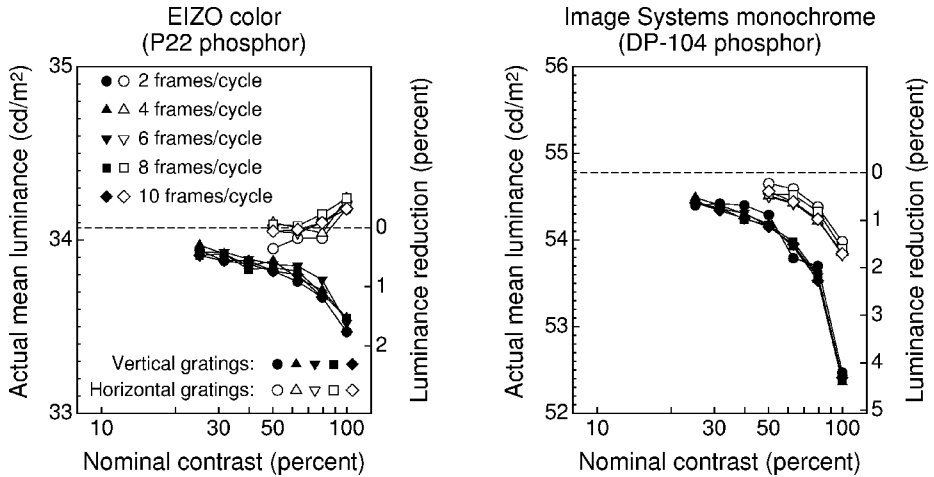 EIZO color
(P22 phosphor)
Actual mean luminance (cd/m²)
35
34
33
2 frames/cycle
4 frames/cycle
6 frames/cycle
8 frames/cycle
10 frames/cycle
Vertical gratings:
Horizontal gratings:
0
1
2
Luminance reduction (percent)
10 30 50 100
Nominal contrast (percent)
Image Systems monochrome
(DP-104 phosphor)
Actual mean luminance (cd/m²)
56
55
54
53
52
0
1
2
3
4
5
Luminance reduction (percent)
10 30 50 100
Nominal contrast (percent)